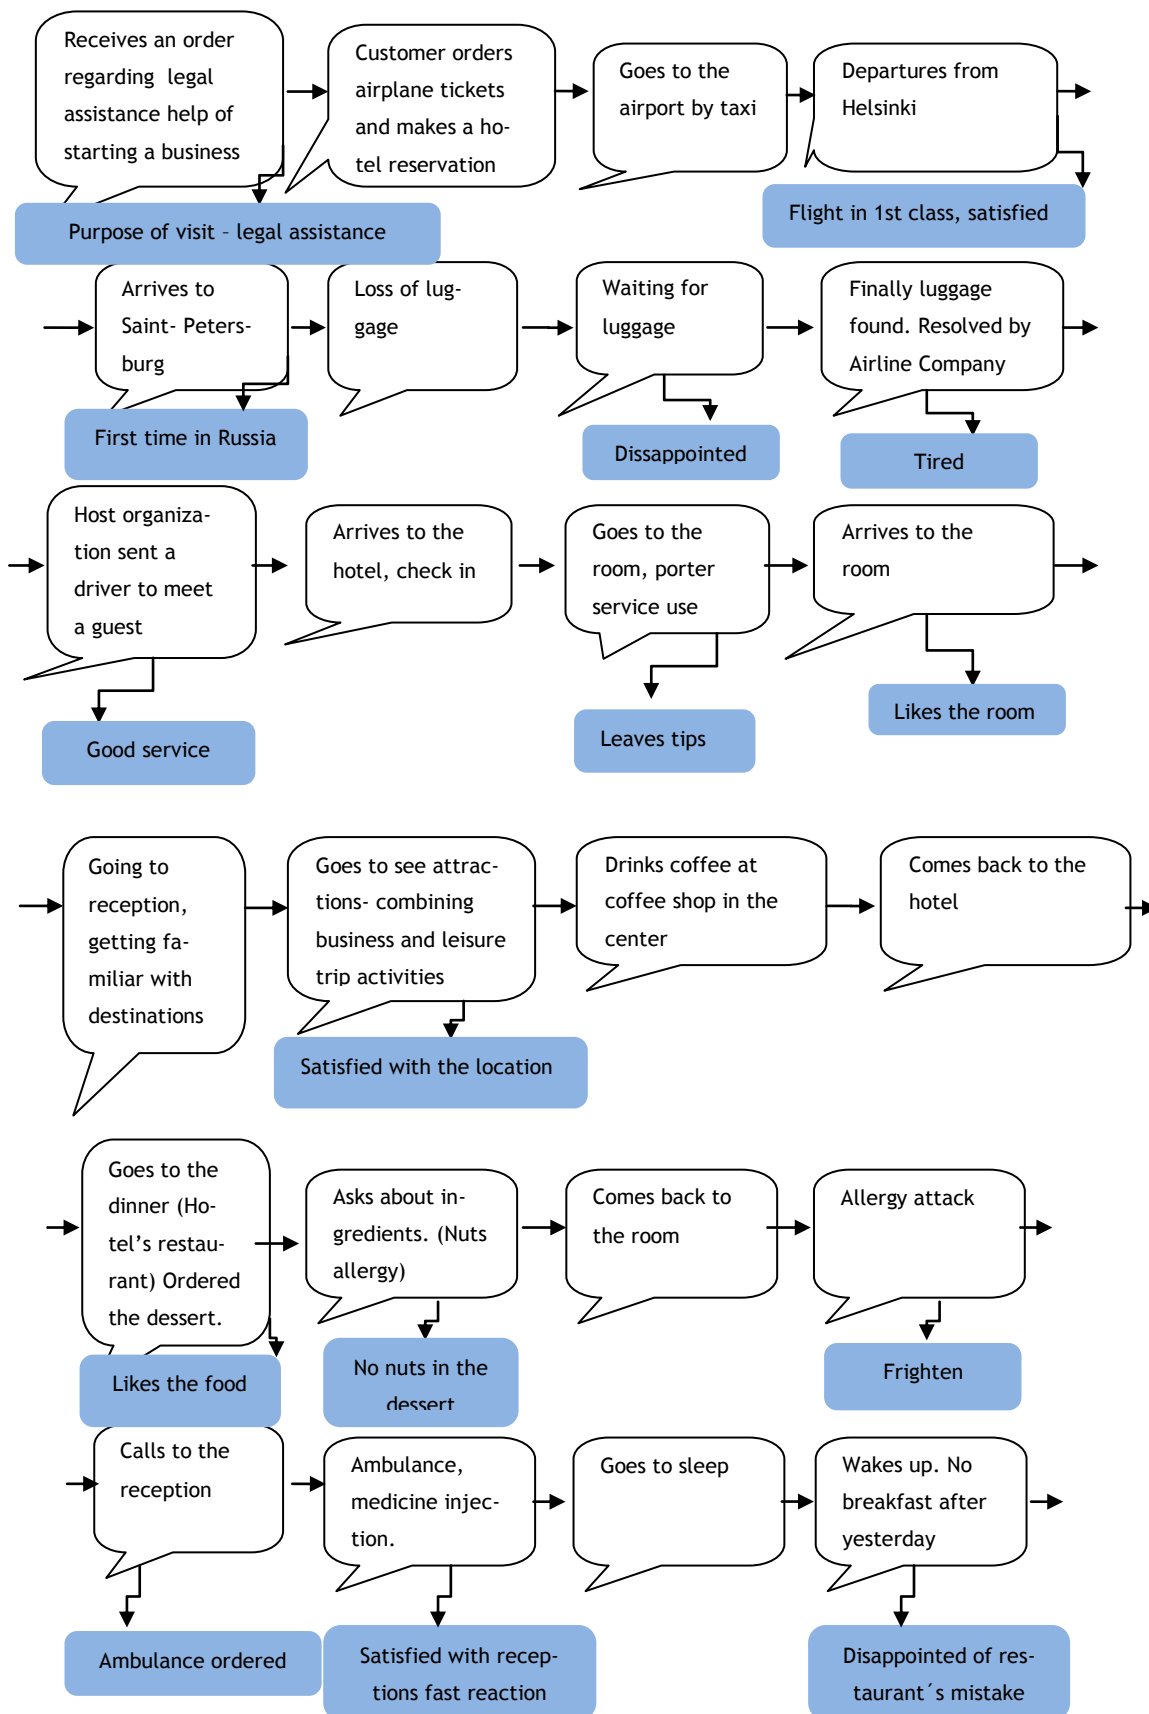 Receives an order
regarding legal
assistance help of
starting a business
Customer orders
airplane tickets
and makes a ho-
tel reservation
Goes to the
airport by taxi
Departures from
Helsinki
Purpose of visit – legal assistance
Flight in 1st class, satisfied
Arrives to
Saint- Peters-
burg
Loss of lug-
gage
Waiting for
luggage
Finally luggage
found. Resolved by
Airline Company
First time in Russia
Dissappointed
Tired
Host organiza-
tion sent a
driver to meet
a guest
Arrives to the
hotel, check in
Goes to the
room, porter
service use
Arrives to the
room
Good service
Leaves tips
Likes the room
Going to
reception,
getting fa-
miliar with
destinations
Goes to see attrac-
tions- combining
business and leisure
trip activities
Drinks coffee at
coffee shop in the
center
Comes back to the
hotel
Satisfied with the location
Goes to the
dinner (Ho-
tel’s restau-
rant) Ordered
the dessert.
Asks about in-
gredients. (Nuts
allergy)
Comes back to
the room
Allergy attack
Likes the food
No nuts in the
dessert
Frighten
Calls to the
reception
Ambulance,
medicine injec-
tion.
Goes to sleep
Wakes up. No
breakfast after
yesterday
Ambulance ordered
Satisfied with recep-
tions fast reaction
Disappointed of res-
taurant´s mistake